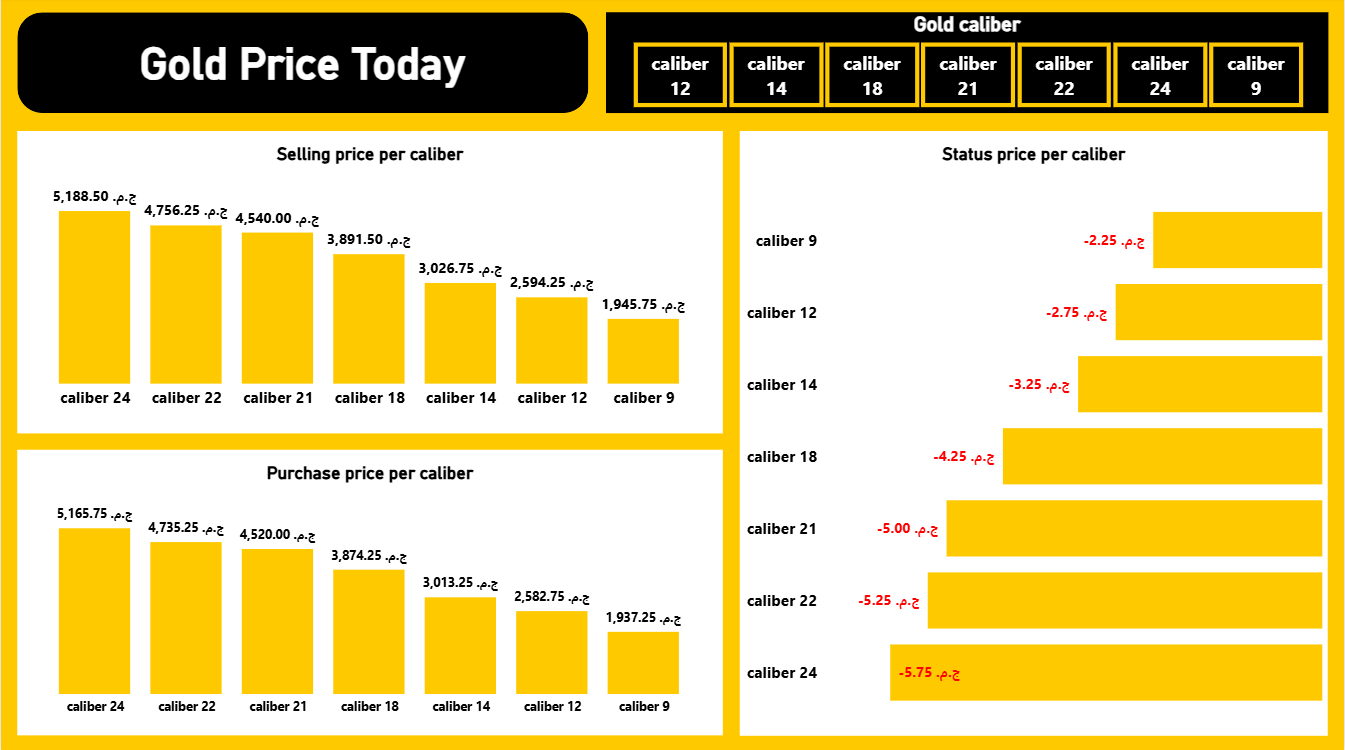 Gold Price Today
Gold caliber
caliber 12
caliber 14
caliber 18
caliber 21
caliber 22
caliber 24
caliber 9
Selling price per caliber
5,188.50 ج.م.
4,756.25 ج.م.
4,540.00 ج.م.
3,891.50 ج.م.
3,026.75 ج.م.
2,594.25 ج.م.
1,945.75 ج.م.
caliber 24
caliber 22
caliber 21
caliber 18
caliber 14
caliber 12
caliber 9
Purchase price per caliber
5,165.75 ج.م.
4,735.25 ج.م.
4,520.00 ج.م.
3,874.25 ج.م.
3,013.25 ج.م.
2,582.75 ج.م.
1,937.25 ج.م.
caliber 24
caliber 22
caliber 21
caliber 18
caliber 14
caliber 12
caliber 9
Status price per caliber
caliber 9 -2.25 ج.م.
caliber 12 -2.75 ج.م.
caliber 14 -3.25 ج.م.
caliber 18 -4.25 ج.م.
caliber 21 -5.00 ج.م.
caliber 22 -5.25 ج.م.
caliber 24 -5.75 ج.م.